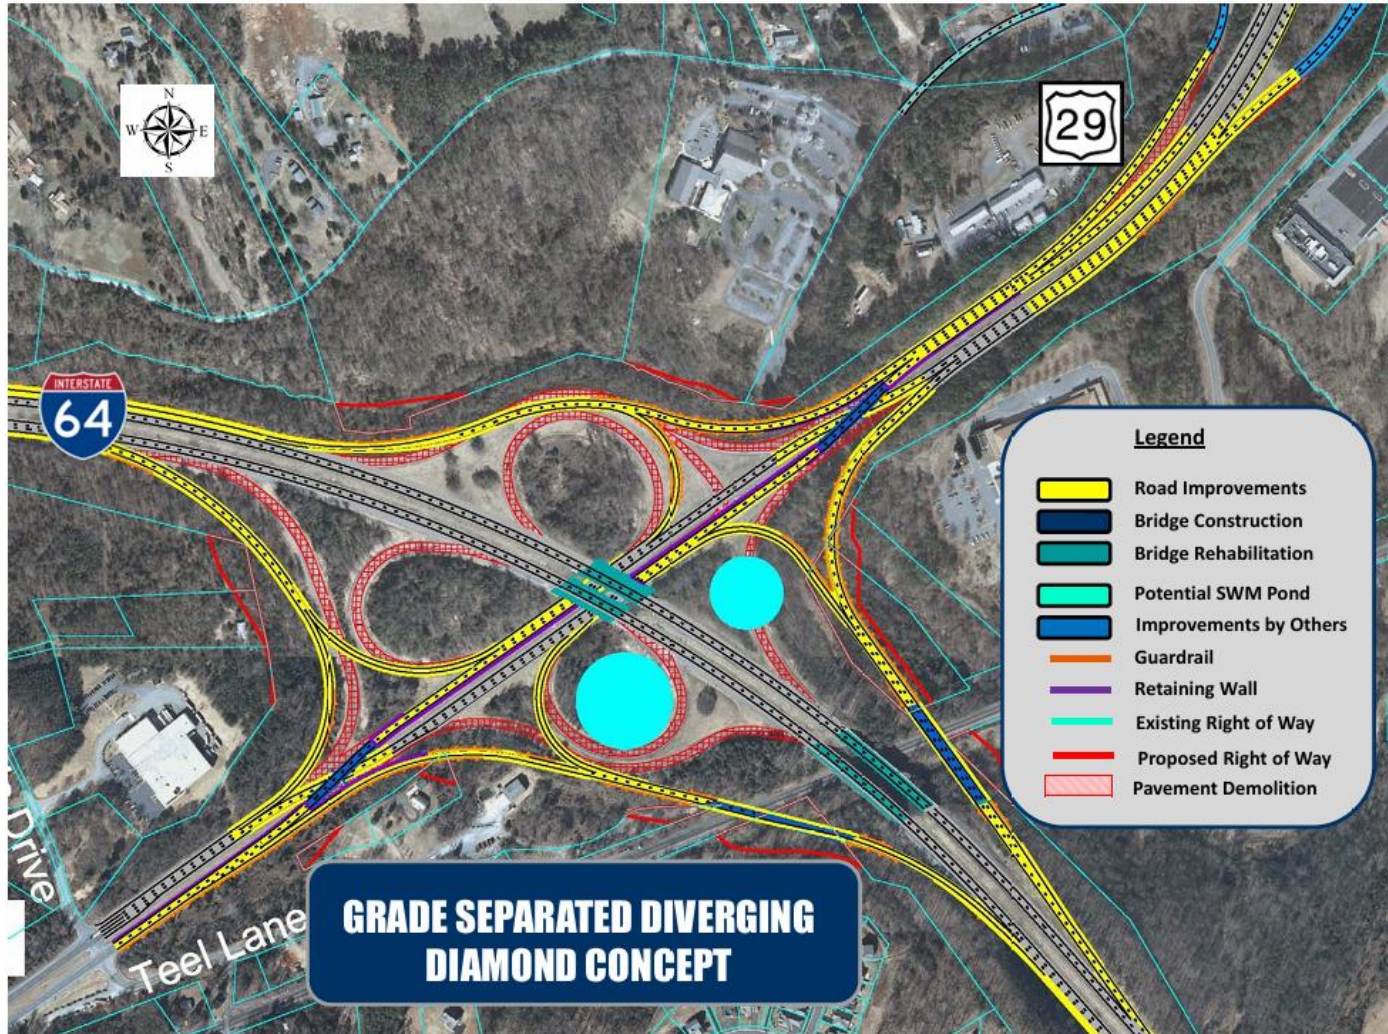 N
W E
S
29
INTERSTATE
64
Legend
Road Improvements
Bridge Construction
Bridge Rehabilitation
Potential SWM Pond
Improvements by Others
Guardrail
Retaining Wall
Existing Right of Way
Proposed Right of Way
Pavement Demolition
Drive
Teel Lane
GRADE SEPARATED DIVERGING
DIAMOND CONCEPT